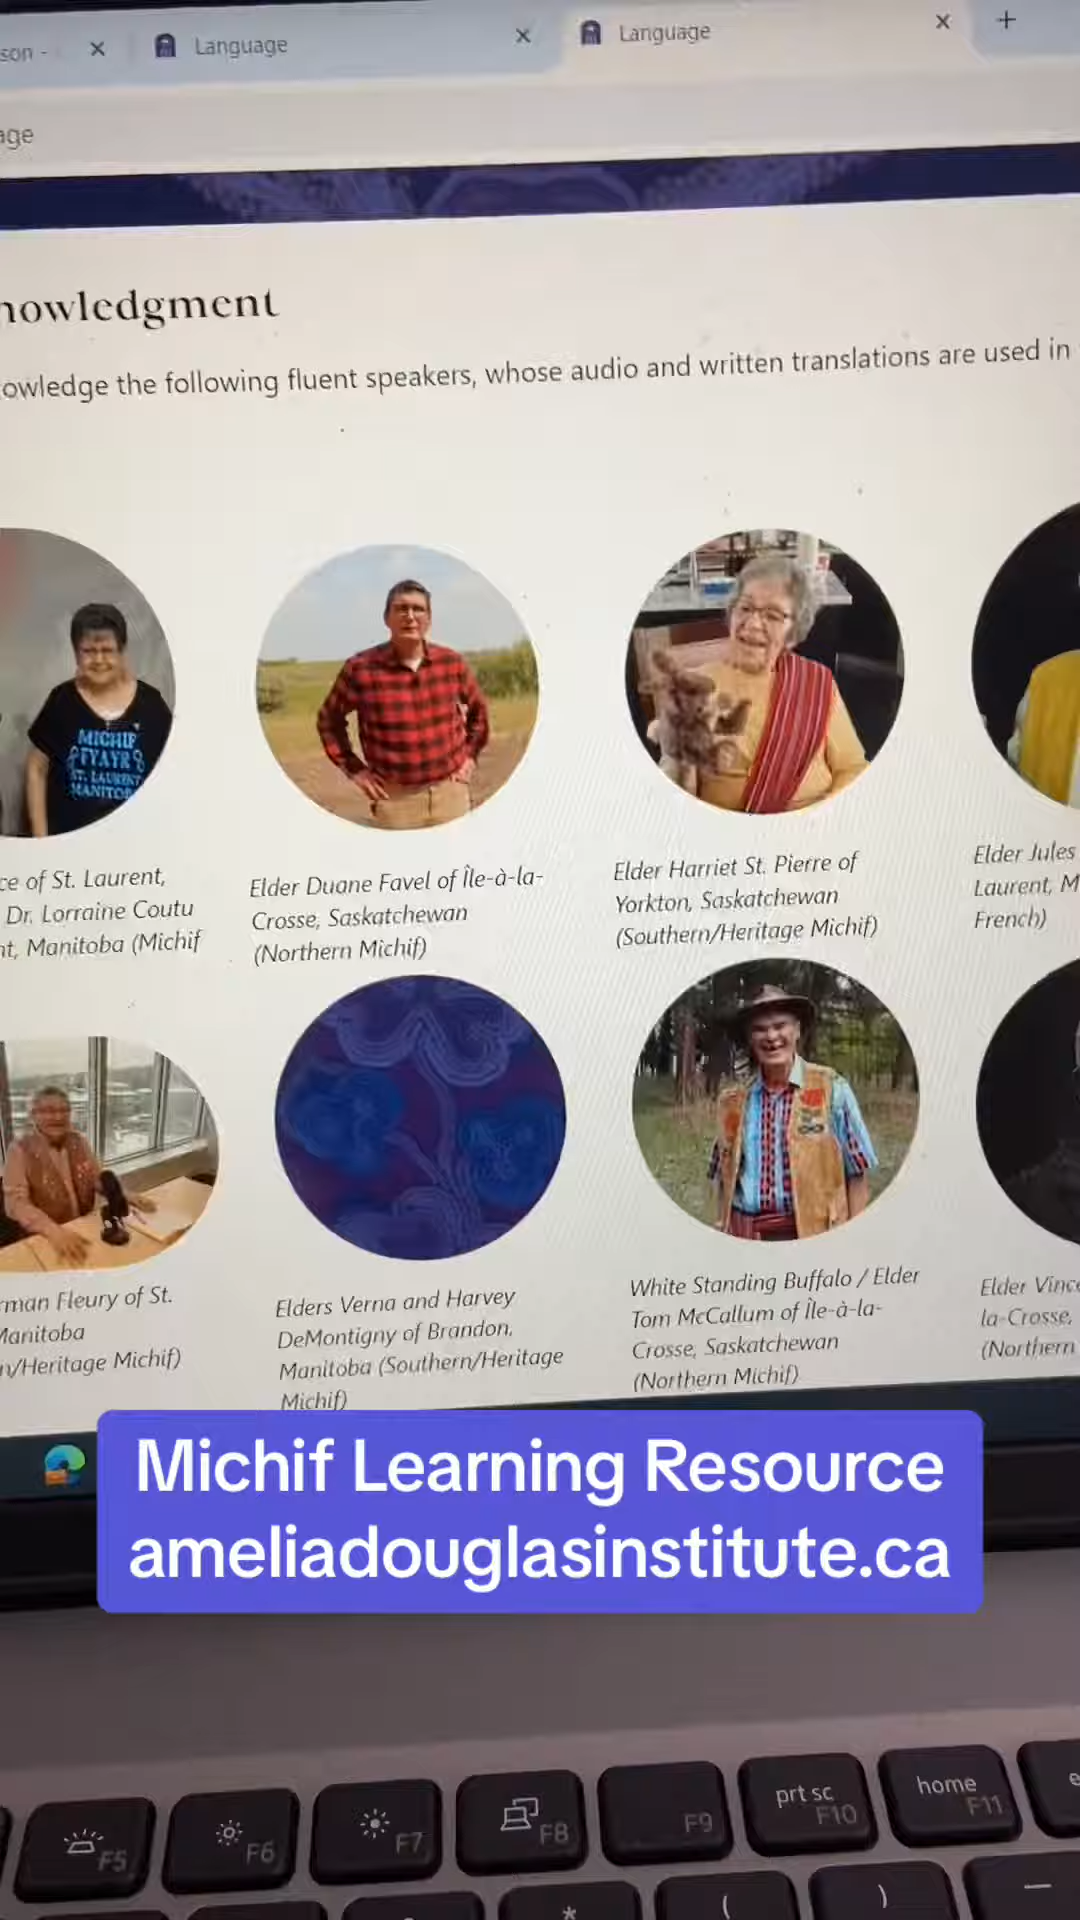 son -
Language
Language
age
nowledgment
owledge the following fluent speakers, whose audio and written translations are used in
MICHIF
FYAYR
ST. LAURENT
MANITOBA
ce of St. Laurent,
Dr. Lorraine Coutu
nt, Manitoba (Michif
Elder Duane Favel of Île-à-la-
Crosse, Saskatchewan
(Northern Michif)
Elder Harriet St. Pierre of
Yorkton, Saskatchewan
(Southern/Heritage Michif)
Elder Jules
Laurent, M
French)
rman Fleury of St.
Manitoba
n/Heritage Michif)
Elders Verna and Harvey
DeMontigny of Brandon,
Manitoba (Southern/Heritage
Michif)
White Standing Buffalo / Elder
Tom McCallum of Île-à-la-
Crosse, Saskatchewan
(Northern Michif)
Elder Vince
la-Crosse,
(Northern
Michif Learning Resource
ameliadouglasinstitute.ca
F5
F6
F7
F8
F9
prt sc
F10
home
F11
e
*
(
)
—